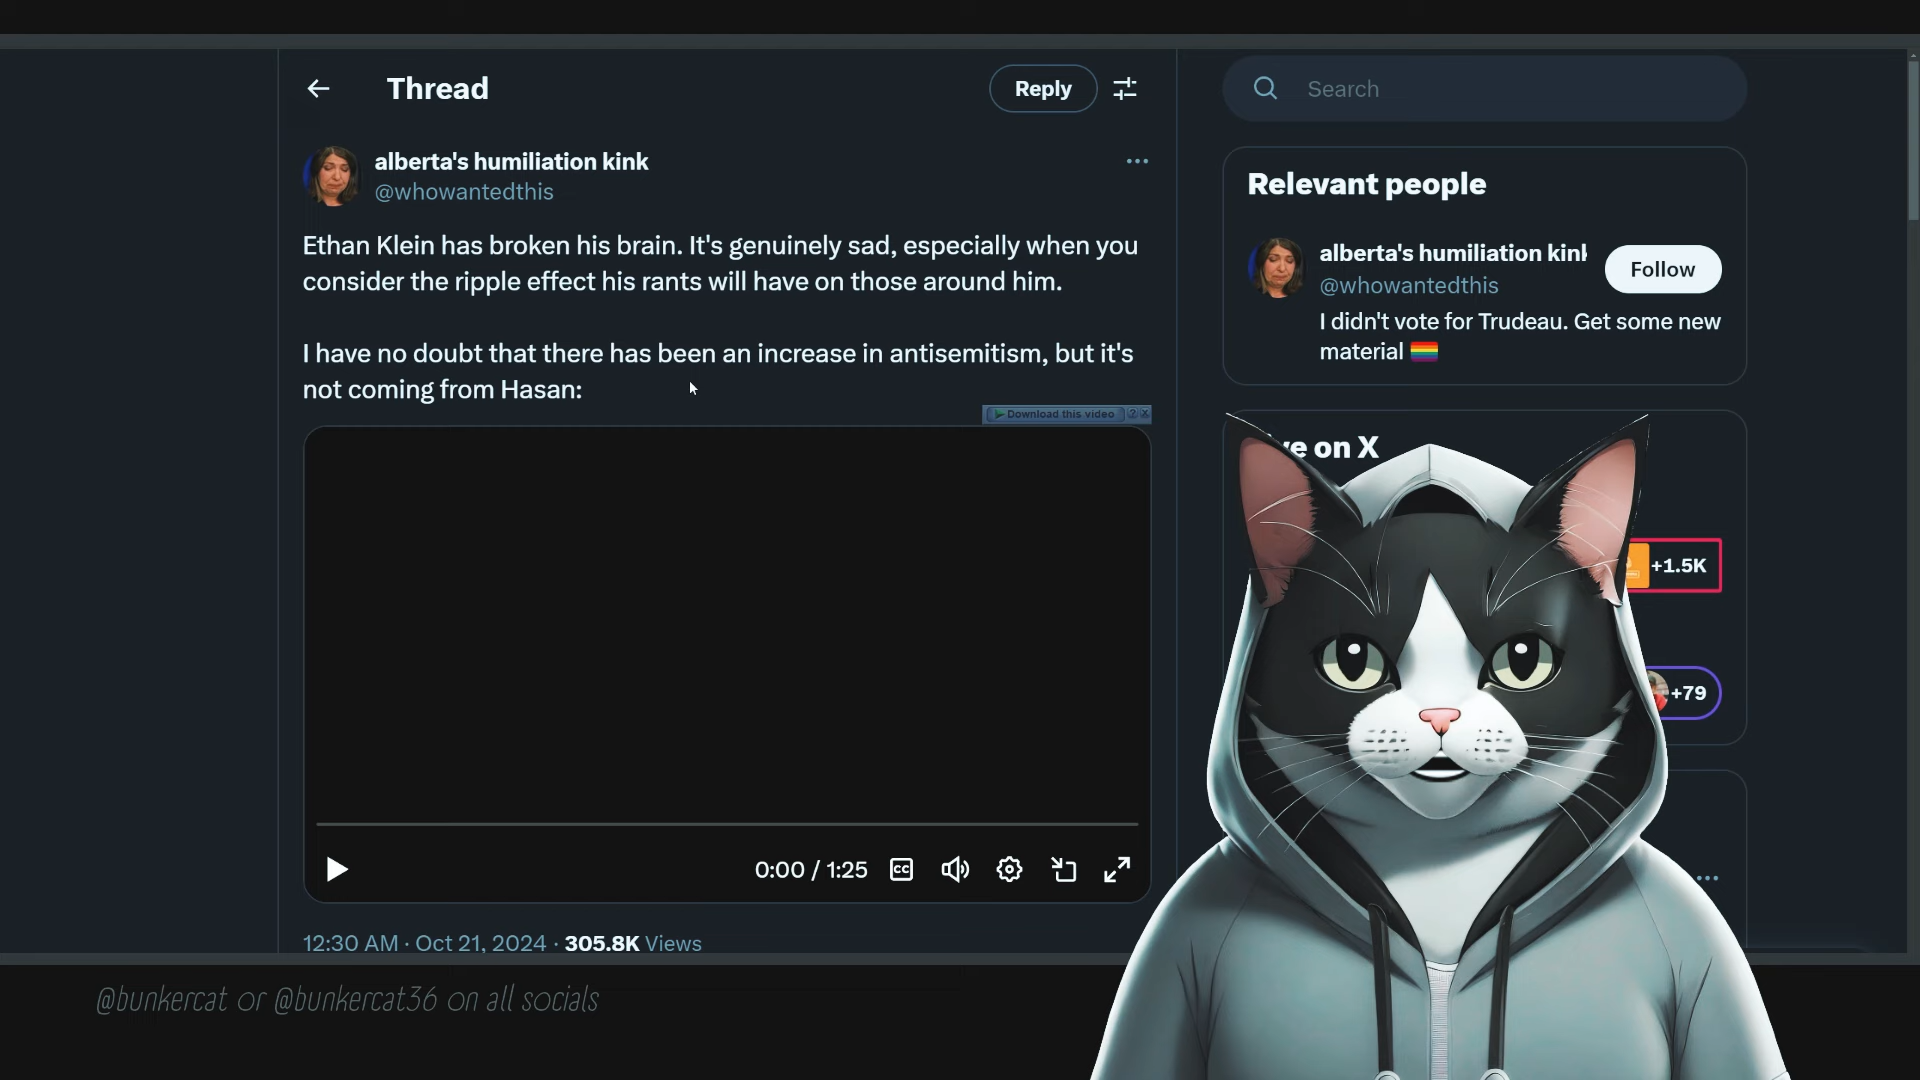 Thread
Reply
Search
alberta's humiliation kink
@whowantedthis
Ethan Klein has broken his brain. It's genuinely sad, especially when you
consider the ripple effect his rants will have on those around him.
I have no doubt that there has been an increase in antisemitism, but it's
not coming from Hasan:
Download this video ? X
0:00 / 1:25
CC
12:30 AM · Oct 21, 2024 · 305.8K Views
Relevant people
alberta's humiliation kink
@whowantedthis
Follow
I didn't vote for Trudeau. Get some new
material
ve on X
+1.5K
+79
@bunkercat or @bunkercat36 on all socials